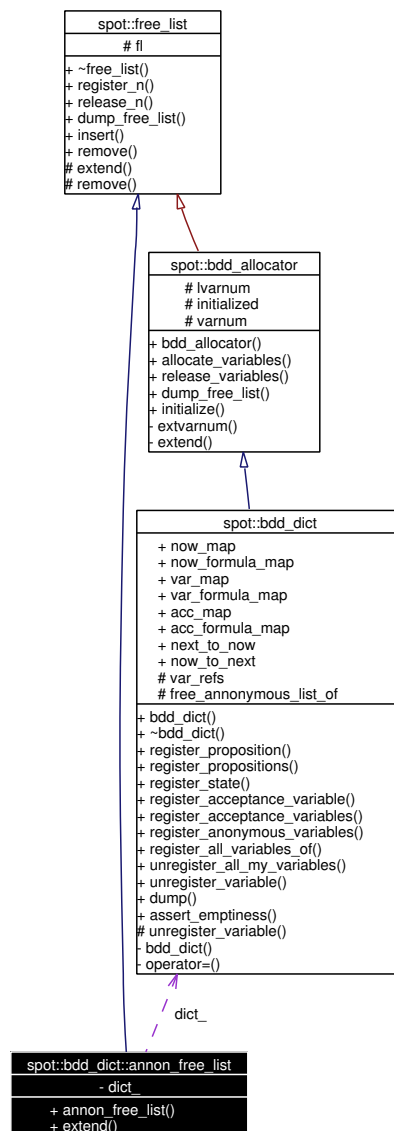 spot::free_list
# fl
+ ~free_list()
+ register_n()
+ release_n()
+ dump_free_list()
+ insert()
+ remove()
# extend()
# remove()
spot::bdd_allocator
# lvarnum
# initialized
# varnum
+ bdd_allocator()
+ allocate_variables()
+ release_variables()
+ dump_free_list()
+ initialize()
- extvarnum()
- extend()
spot::bdd_dict
+ now_map
+ now_formula_map
+ var_map
+ var_formula_map
+ acc_map
+ acc_formula_map
+ next_to_now
+ now_to_next
# var_refs
# free_annonymous_list_of
+ bdd_dict()
+ ~bdd_dict()
+ register_proposition()
+ register_propositions()
+ register_state()
+ register_acceptance_variable()
+ register_acceptance_variables()
+ register_anonymous_variables()
+ register_all_variables_of()
+ unregister_all_my_variables()
+ unregister_variable()
+ dump()
+ assert_emptiness()
# unregister_variable()
- bdd_dict()
- operator=()
dict_
spot::bdd_dict::annon_free_list
- dict_
+ annon_free_list()
+ extend()